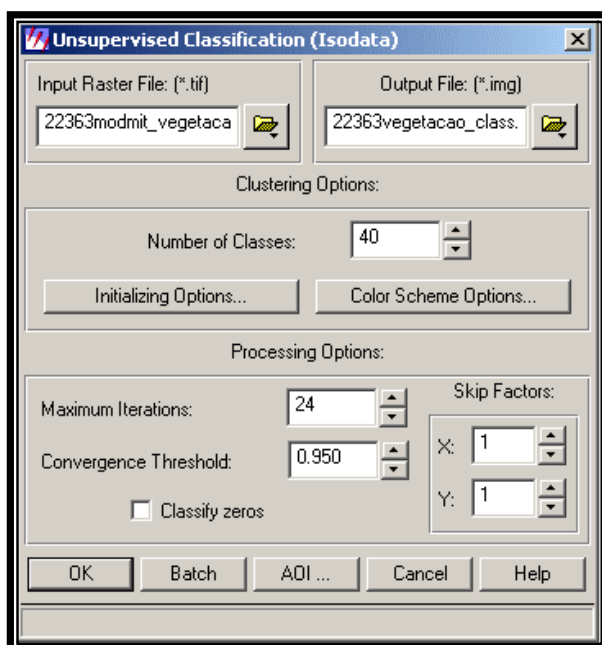 Unsupervised Classification (Isodata)
Input Raster File: (*.tif)
Output File: (*.img)
22363modmit_vegetaca
22363vegetacao_class.
Clustering Options:
Number of Classes:
40
Initializing Options...
Color Scheme Options...
Processing Options:
Maximum Iterations:
24
Skip Factors:
Convergence Threshold:
0.950
X:
1
Classify zeros
Y:
1
OK
Batch
AOI ...
Cancel
Help